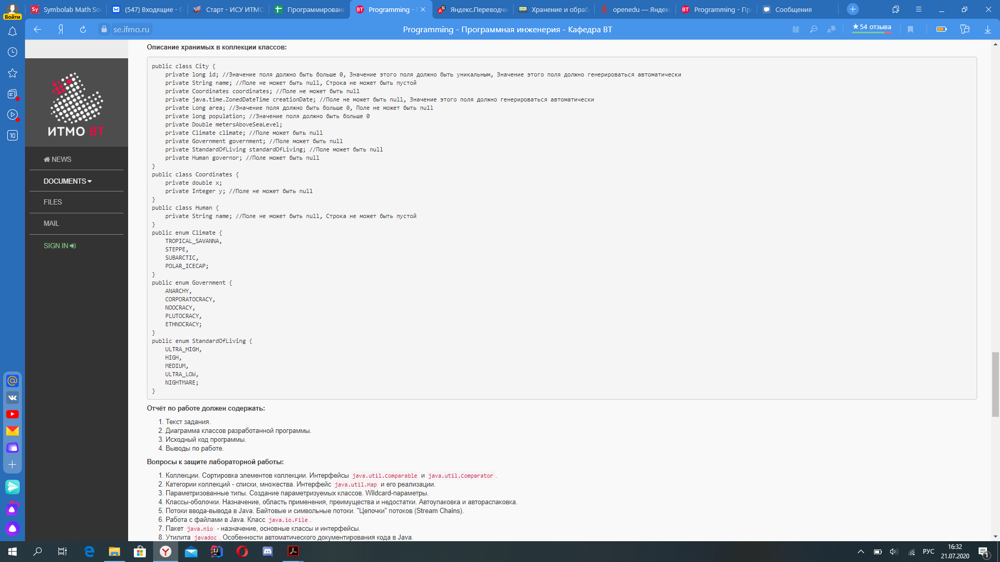 Symbolab Math So
(547) Входящие - Г
Старт - ИСУ ИТМО
Программировани
Programming - П
Яндекс.Переводчи
Хранение и обраб
openedu — Яндекс
Programming - Пр
Сообщения
Войти
se.ifmo.ru
Programming - Программная инженерия - Кафедра ВТ
★54 отзыва
10
ИТМО ВТ
NEWS
DOCUMENTS
FILES
MAIL
SIGN IN
Описание хранимых в коллекции классов:
public class City {
    private long id; //Значение поля должно быть больше 0, Значение этого поля должно быть уникальным, Значение этого поля должно генерироваться автоматически
    private String name; //Поле не может быть null, Строка не может быть пустой
    private Coordinates coordinates; //Поле не может быть null
    private java.time.ZonedDateTime creationDate; //Поле не может быть null, Значение этого поля должно генерироваться автоматически
    private Long area; //Значение поля должно быть больше 0, Поле не может быть null
    private long population; //Значение поля должно быть больше 0
    private Double metersAboveSeaLevel;
    private Climate climate; //Поле может быть null
    private Government government; //Поле может быть null
    private StandardOfLiving standardOfLiving; //Поле может быть null
    private Human governor; //Поле может быть null
}
public class Coordinates {
    private double x;
    private Integer y; //Поле не может быть null
}
public class Human {
    private String name; //Поле не может быть null, Строка не может быть пустой
}
public enum Climate {
    TROPICAL_SAVANNA,
    STEPPE,
    SUBARCTIC,
    POLAR_ICECAP;
}
public enum Government {
    ANARCHY,
    CORPORATOCRACY,
    NOOCRACY,
    PLUTOCRACY,
    ETHNOCRACY;
}
public enum StandardOfLiving {
    ULTRA_HIGH,
    HIGH,
    MEDIUM,
    ULTRA_LOW,
    NIGHTMARE;
}
Отчёт по работе должен содержать:
1. Текст задания.
2. Диаграмма классов разработанной программы.
3. Исходный код программы.
4. Выводы по работе.
Вопросы к защите лабораторной работы:
1. Коллекции. Сортировка элементов коллекции. Интерфейсы java.util.Comparable и java.util.Comparator.
2. Категории коллекций - списки, множества. Интерфейс java.util.Map и его реализации.
3. Параметризованные типы. Создание параметризуемых классов. Wildcard-параметры.
4. Классы-оболочки. Назначение, область применения, преимущества и недостатки. Автоупаковка и автораспаковка.
5. Потоки ввода-вывода в Java. Байтовые и символьные потоки. "Цепочки" потоков (Stream Chains).
6. Работа с файлами в Java. Класс java.io.File.
7. Пакет java.nio - назначение, основные классы и интерфейсы.
8. Утилита javadoc. Особенности автоматического документирования кода в Java.
РУС
16:32
21.07.2020
1